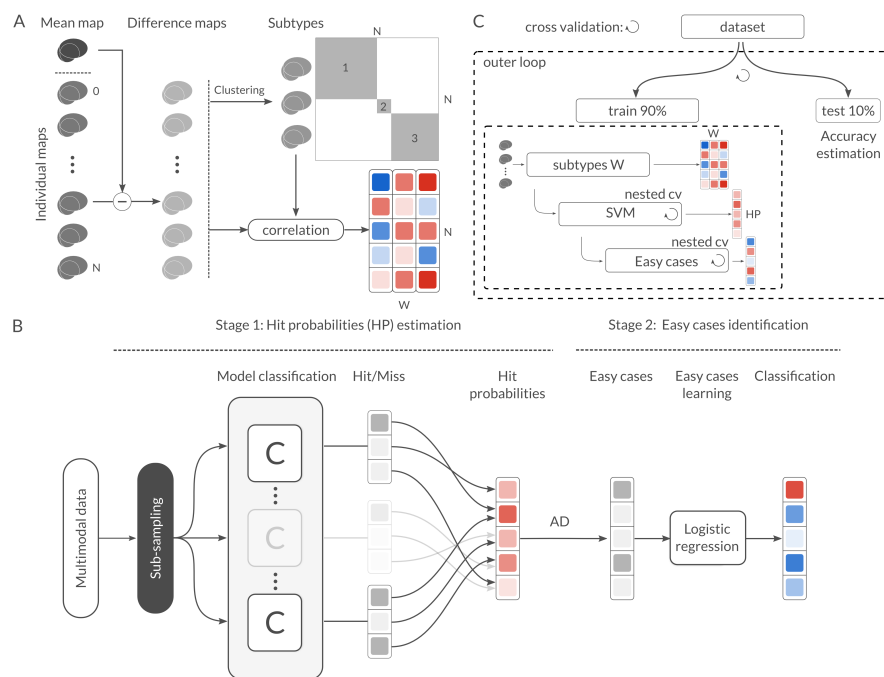 A
Mean map
Difference maps
Subtypes
N
0
Individual maps
Clustering
1
2
3
N
−
correlation
N
N
W
C
cross validation:
dataset
outer loop
train 90%
test 10%
Accuracy
estimation
W
subtypes W
nested cv
SVM
HP
nested cv
Easy cases
B
Stage 1: Hit probabilities (HP) estimation
Stage 2: Easy cases identification
Model classification
Hit/Miss
Hit
probabilities
Easy cases
Easy cases
learning
Classification
Multimodal data
Sub-sampling
C
C
C
AD
Logistic
regression